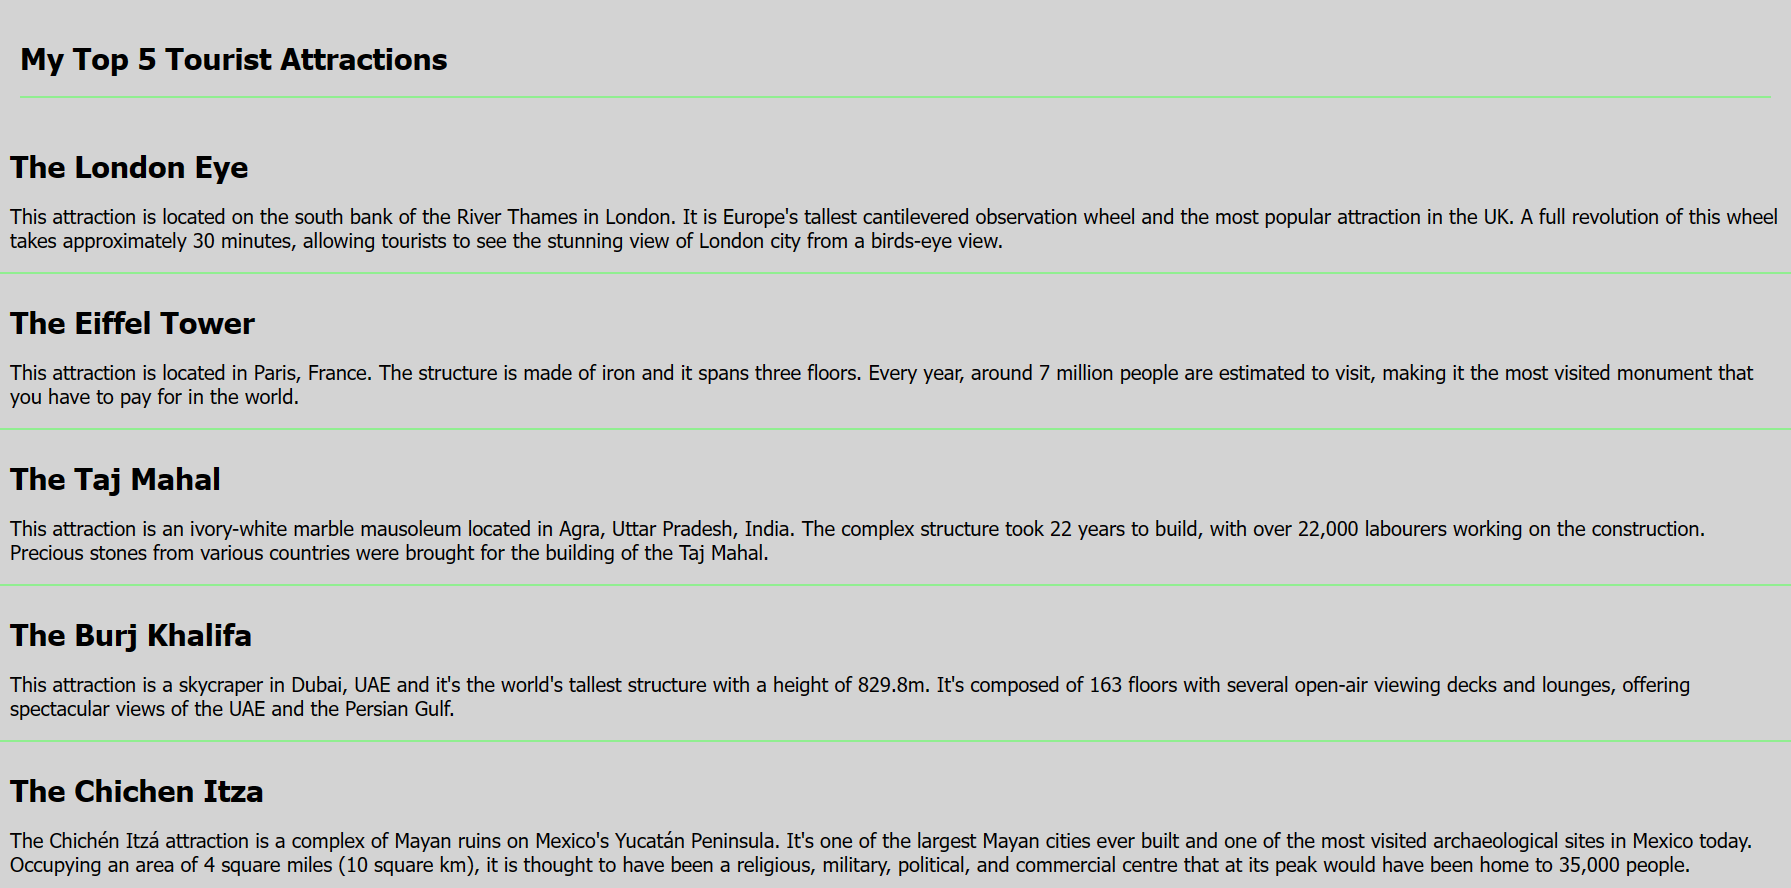 My Top 5 Tourist Attractions
The London Eye
This attraction is located on the south bank of the River Thames in London. It is Europe's tallest cantilevered observation wheel and the most popular attraction in the UK. A full revolution of this wheel
takes approximately 30 minutes, allowing tourists to see the stunning view of London city from a birds-eye view.
The Eiffel Tower
This attraction is located in Paris, France. The structure is made of iron and it spans three floors. Every year, around 7 million people are estimated to visit, making it the most visited monument that
you have to pay for in the world.
The Taj Mahal
This attraction is an ivory-white marble mausoleum located in Agra, Uttar Pradesh, India. The complex structure took 22 years to build, with over 22,000 labourers working on the construction.
Precious stones from various countries were brought for the building of the Taj Mahal.
The Burj Khalifa
This attraction is a skycraper in Dubai, UAE and it's the world's tallest structure with a height of 829.8m. It's composed of 163 floors with several open-air viewing decks and lounges, offering
spectacular views of the UAE and the Persian Gulf.
The Chichen Itza
The Chichén Itzá attraction is a complex of Mayan ruins on Mexico's Yucatán Peninsula. It's one of the largest Mayan cities ever built and one of the most visited archaeological sites in Mexico today.
Occupying an area of 4 square miles (10 square km), it is thought to have been a religious, military, political, and commercial centre that at its peak would have been home to 35,000 people.